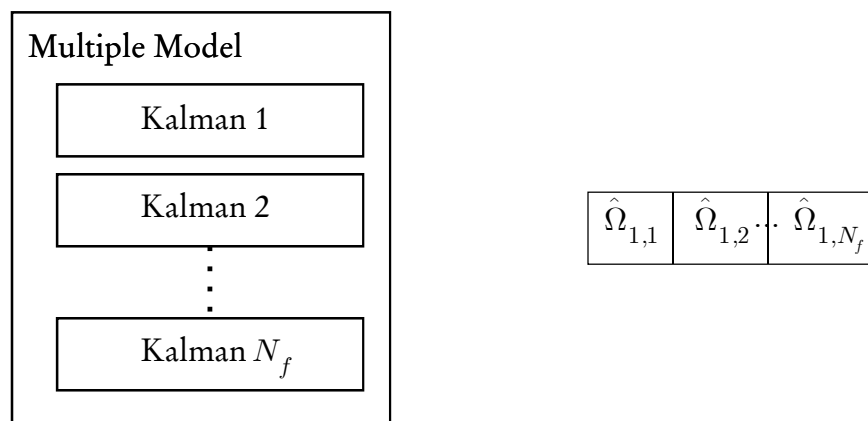 Multiple Model
Kalman 1
Kalman 2
Kalman N_f
Ω̂_{1,1} Ω̂_{1,2} ... Ω̂_{1,N_f}